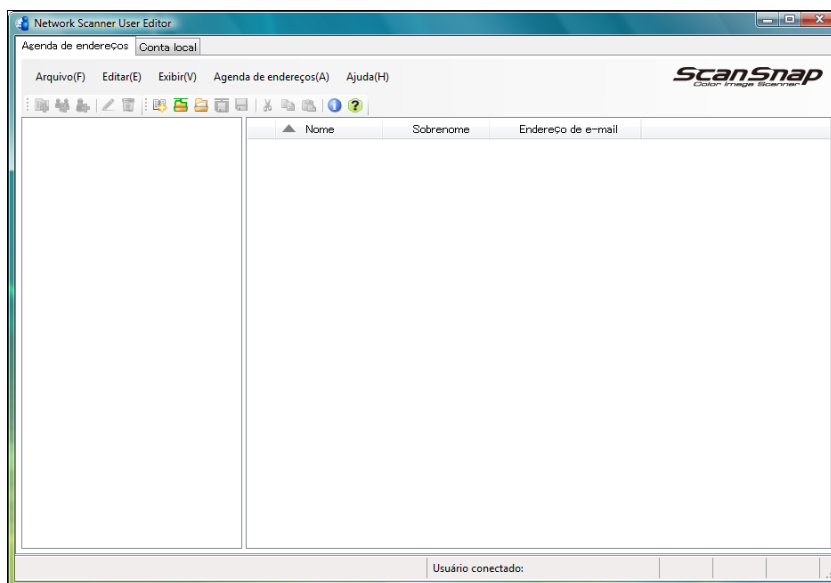 Network Scanner User Editor
Agenda de endereços Conta local
Arquivo(F) Editar(E) Exibir(V) Agenda de endereços(A) Ajuda(H)
ScanSnap
Color Image Scanner
Nome Sobrenome Endereço de e-mail
Usuário conectado: